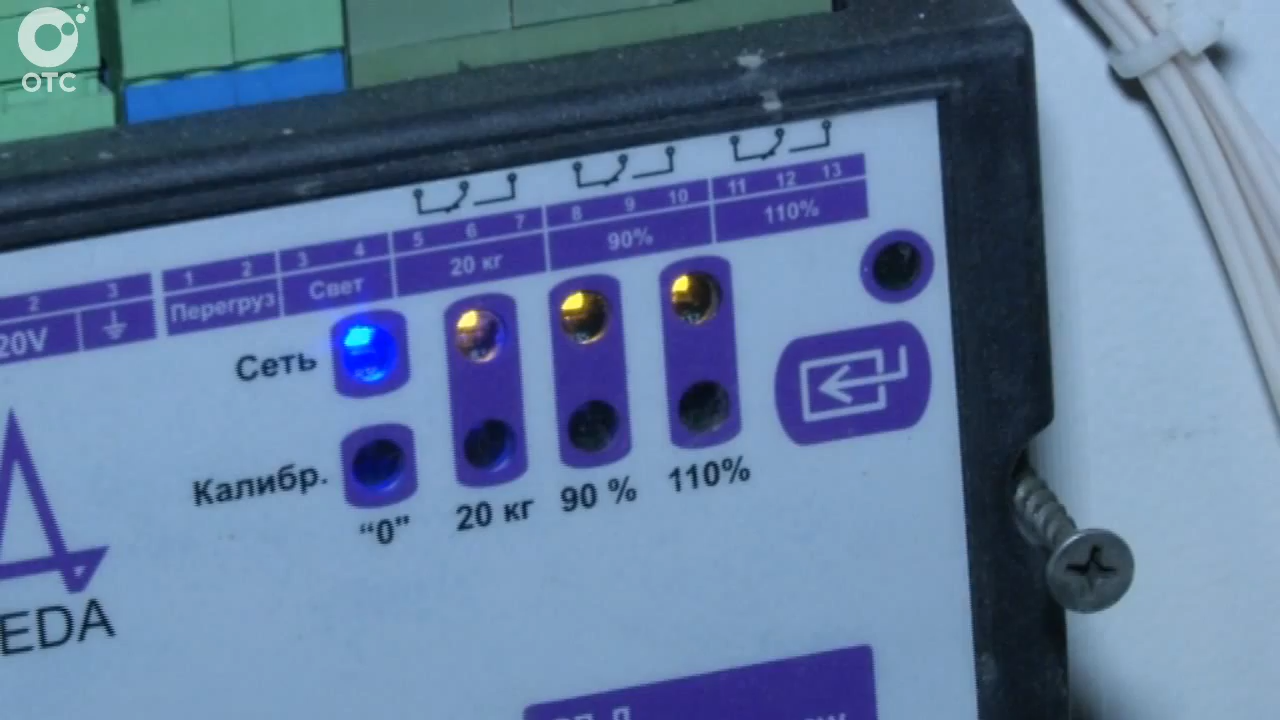 ОТС
11 12 13
8 9 10
110%
5 6 7
90%
3 4
20 кг
1 2
Свет
2 3
Перегруз
20V
Сеть
Калибр.
“0”
20 кг
90 %
110%
EDA